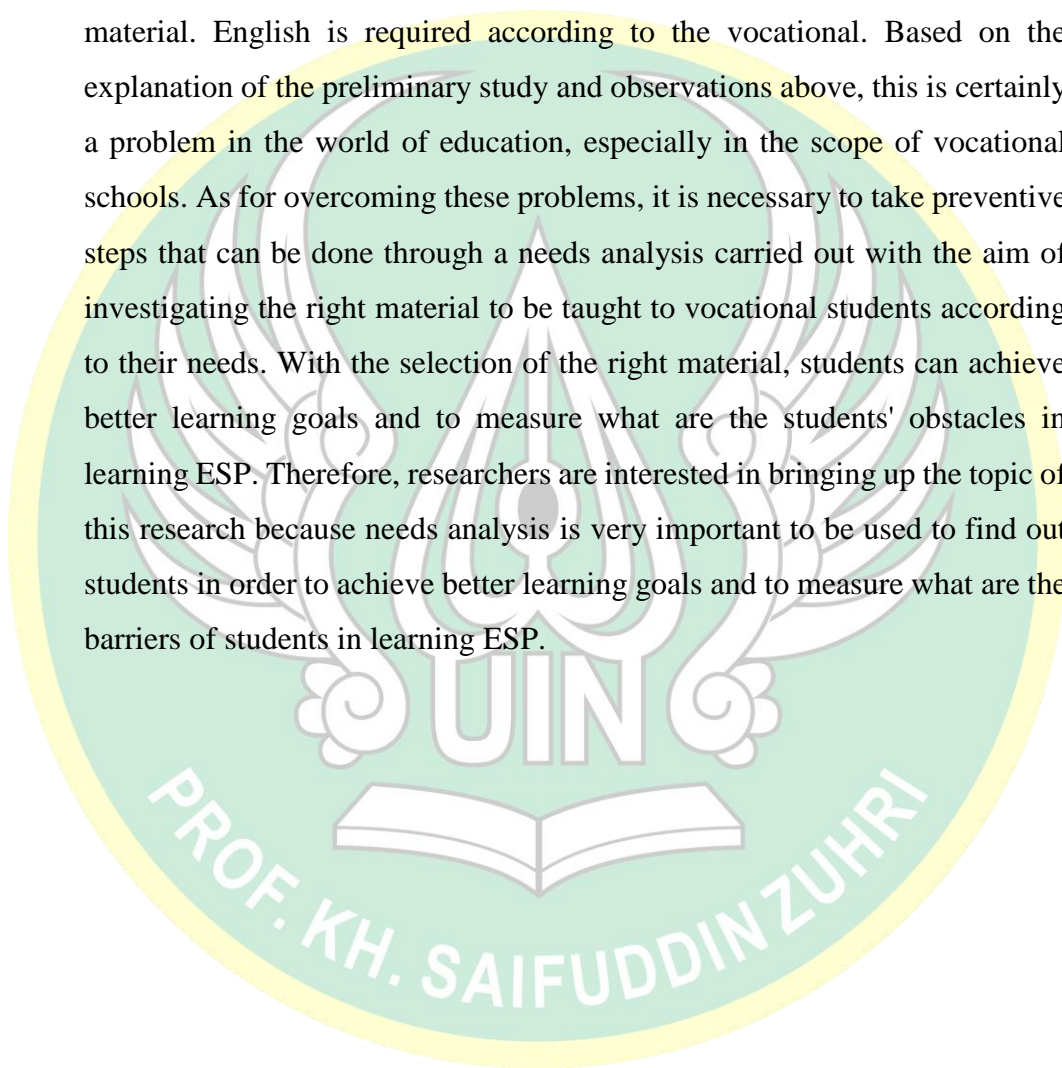 material. English is required according to the vocational. Based on the
explanation of the preliminary study and observations above, this is certainly
a problem in the world of education, especially in the scope of vocational
schools. As for overcoming these problems, it is necessary to take preventive
steps that can be done through a needs analysis carried out with the aim of
investigating the right material to be taught to vocational students according
to their needs. With the selection of the right material, students can achieve
better learning goals and to measure what are the students' obstacles in
learning ESP. Therefore, researchers are interested in bringing up the topic of
this research because needs analysis is very important to be used to find out
students in order to achieve better learning goals and to measure what are the
barriers of students in learning ESP.
UIN
PROF. KH. SAIFUDDIN ZUHRI